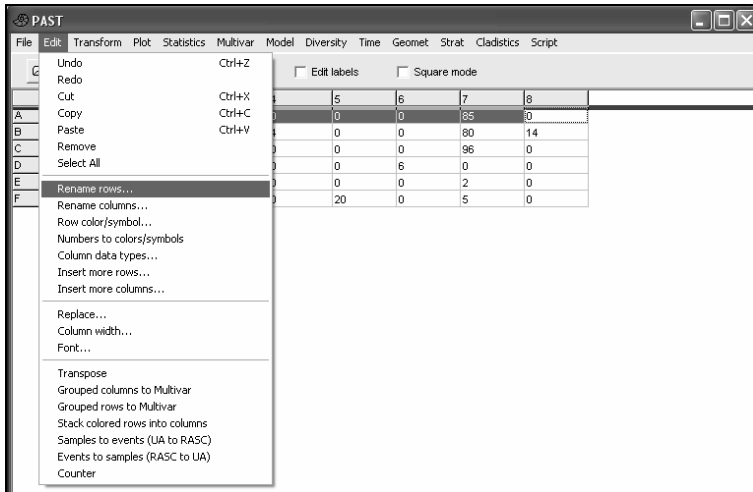 PAST
File Edit Transform Plot Statistics Multivar Model Diversity Time Geomet Strat Cladistics Script
Edit labels Square mode
5 6 7 8
A 0 0 85 0
B 0 0 80 14
C 0 0 96 0
D 0 6 0 0
E 0 0 2 0
F 20 0 5 0
Undo Ctrl+Z
Redo
Cut Ctrl+X
Copy Ctrl+C
Paste Ctrl+V
Remove
Select All
Rename rows...
Rename columns...
Row color/symbol...
Numbers to colors/symbols
Column data types...
Insert more rows...
Insert more columns...
Replace...
Column width...
Font...
Transpose
Grouped columns to Multivar
Grouped rows to Multivar
Stack colored rows into columns
Samples to events (UA to RASC)
Events to samples (RASC to UA)
Counter